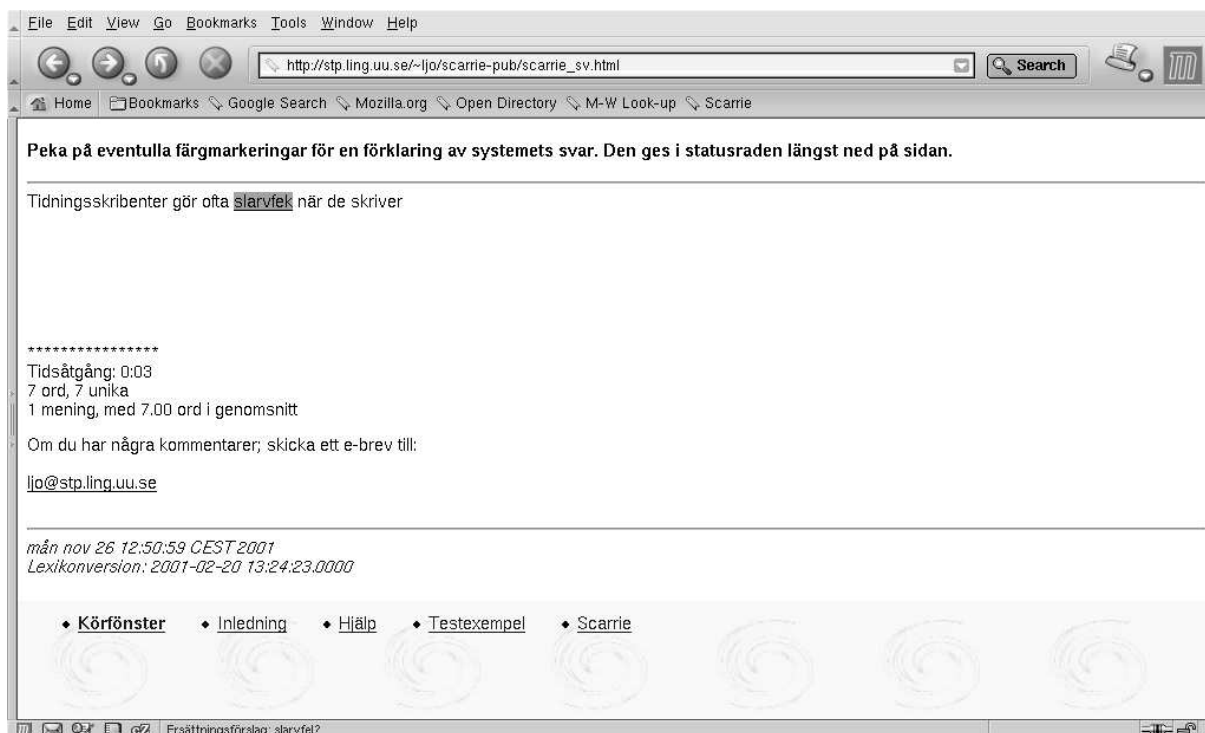 File Edit View Go Bookmarks Tools Window Help
http://stp.ling.uu.se/~ljo/scarrie-pub/scarrie_sv.html Search
Home Bookmarks Google Search Mozilla.org Open Directory M-W Look-up Scarrie
Peka på eventulla färgmarkeringar för en förklaring av systemets svar. Den ges i statusraden längst ned på sidan.
Tidningsskribenter gör ofta slarvfek när de skriver
****************
Tidsåtgång: 0:03
7 ord, 7 unika
1 mening, med 7.00 ord i genomsnitt
Om du har några kommentarer; skicka ett e-brev till:
ljo@stp.ling.uu.se
mån nov 26 12:50:59 CEST 2001
Lexikonversion: 2001-02-20 13:24:23.0000
Körfönster Inledning Hjälp Testexempel Scarrie
Ersättningsförslag: slarvfel?